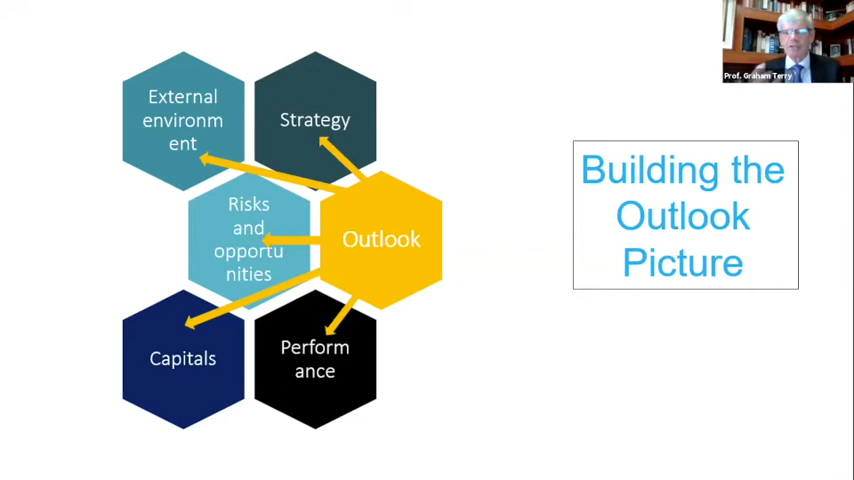 Prof. Graham Terry
External
environm
ent
Strategy
Risks
and
opportu
nities
Outlook
Capitals
Perform
ance
Building the
Outlook
Picture